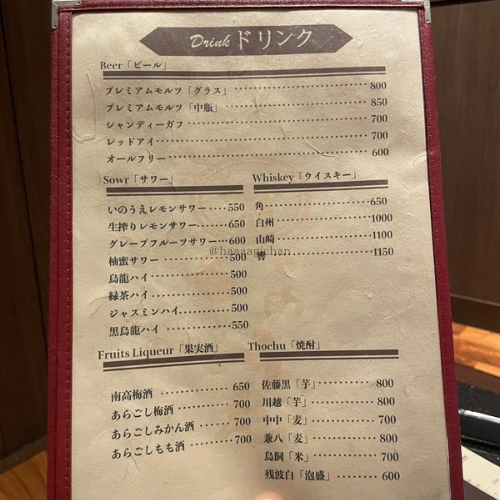 Drink ドリンク
Beer「ビール」
プレミアムモルツ「グラス」 800
プレミアムモルツ「中瓶」 850
シャンディーガフ 700
レッドアイ 700
オールフリー 600
Sowr「サワー」
いのうえレモンサワー 550
生搾りレモンサワー 600
グレープフルーツサワー 600
柚蜜サワー 500
烏龍ハイ 500
緑茶ハイ 500
ジャスミンハイ 500
黒烏龍ハイ 550
Whiskey「ウイスキー」
角 650
白州 1000
山崎 1100
響 1150
@haaaagichan
Fruits Liqueur「果実酒」
南高梅酒 650
あらごし梅酒 700
あらごしみかん酒 700
あらごしもも酒 700
Thochu「焼酎」
佐藤黒「芋」 800
川越「芋」 800
中中「麦」 700
兼八「麦」 800
鳥飼「米」 700
残波白「泡盛」 600